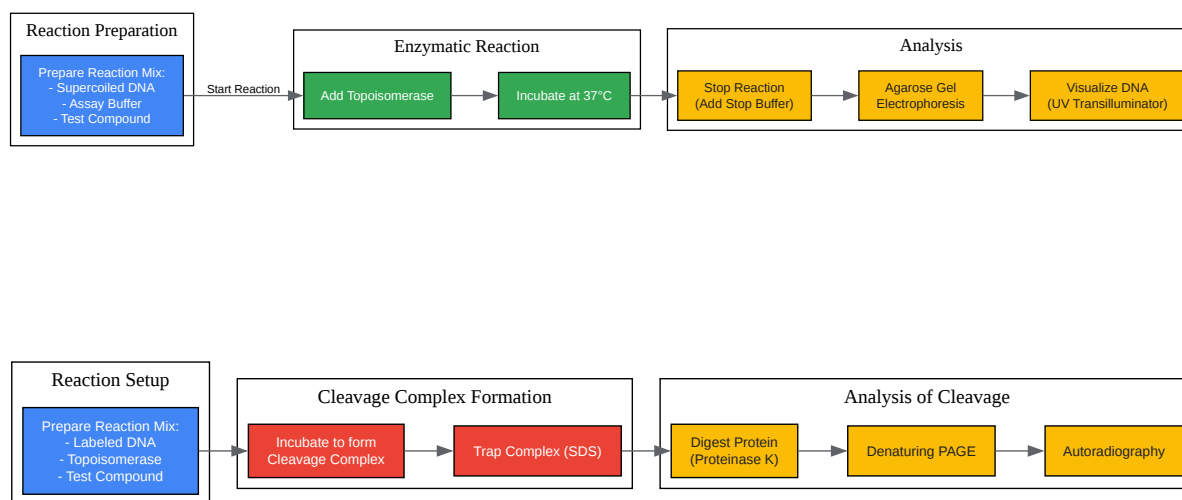 Reaction Preparation
Prepare Reaction Mix:
- Supercoiled DNA
- Assay Buffer
- Test Compound
Start Reaction
Enzymatic Reaction
Add Topoisomerase
Incubate at 37°C
Analysis
Stop Reaction
(Add Stop Buffer)
Agarose Gel
Electrophoresis
Visualize DNA
(UV Transilluminator)
Reaction Setup
Prepare Reaction Mix:
- Labeled DNA
- Topoisomerase
- Test Compound
Cleavage Complex Formation
Incubate to form
Cleavage Complex
Trap Complex (SDS)
Analysis of Cleavage
Digest Protein
(Proteinase K)
Denaturing PAGE
Autoradiography